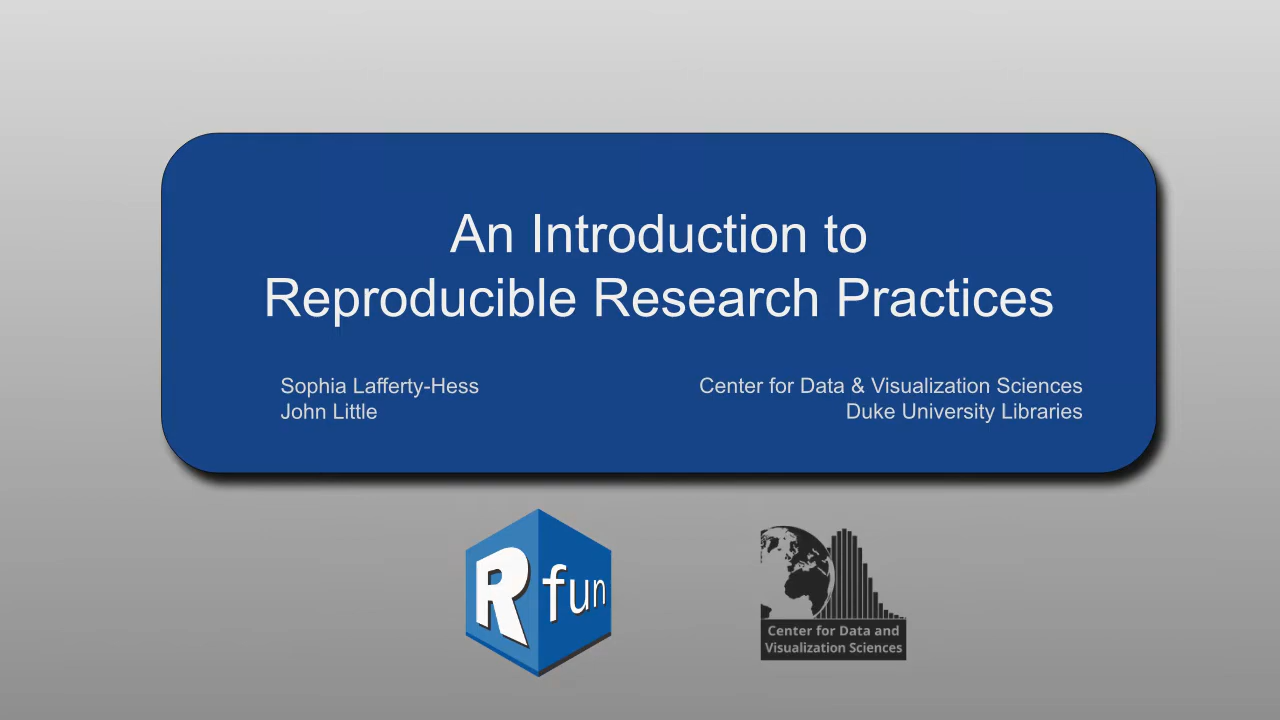 An Introduction to
Reproducible Research Practices
Sophia Lafferty-Hess
John Little
Center for Data & Visualization Sciences
Duke University Libraries
R fun
Center for Data and
Visualization Sciences